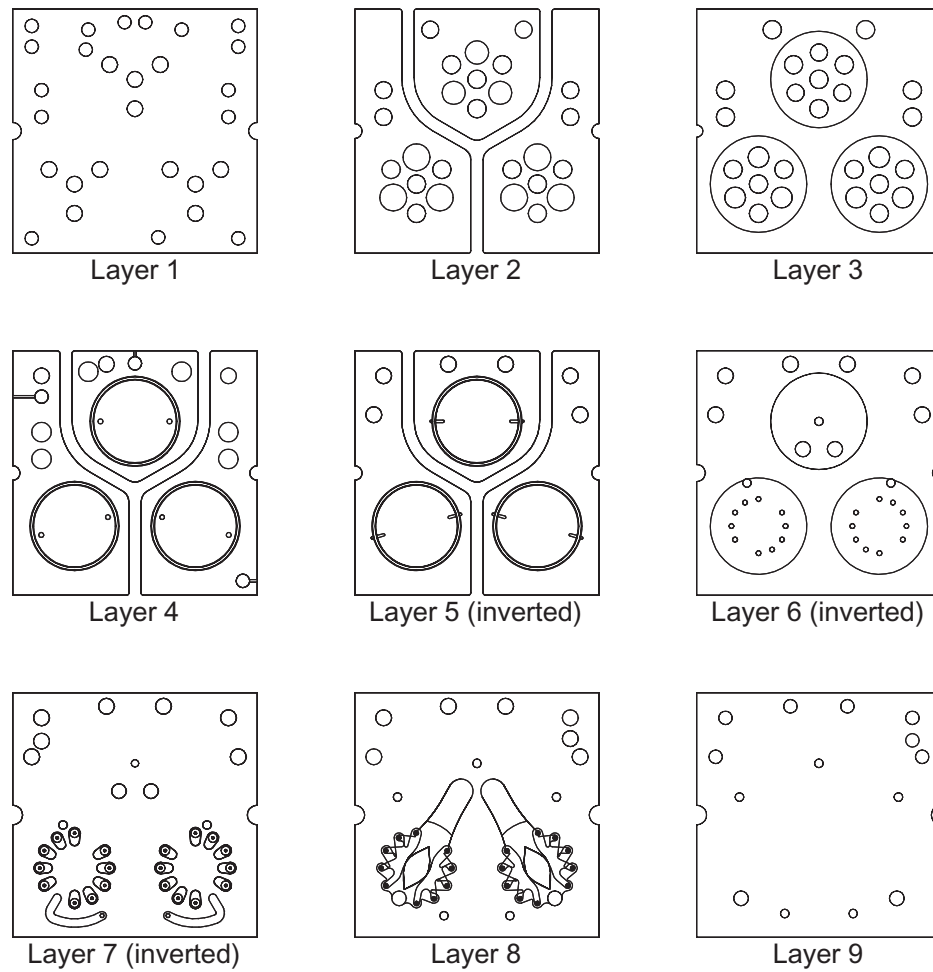 Layer 1
Layer 2
Layer 3
Layer 4
Layer 5 (inverted)
Layer 6 (inverted)
Layer 7 (inverted)
Layer 8
Layer 9